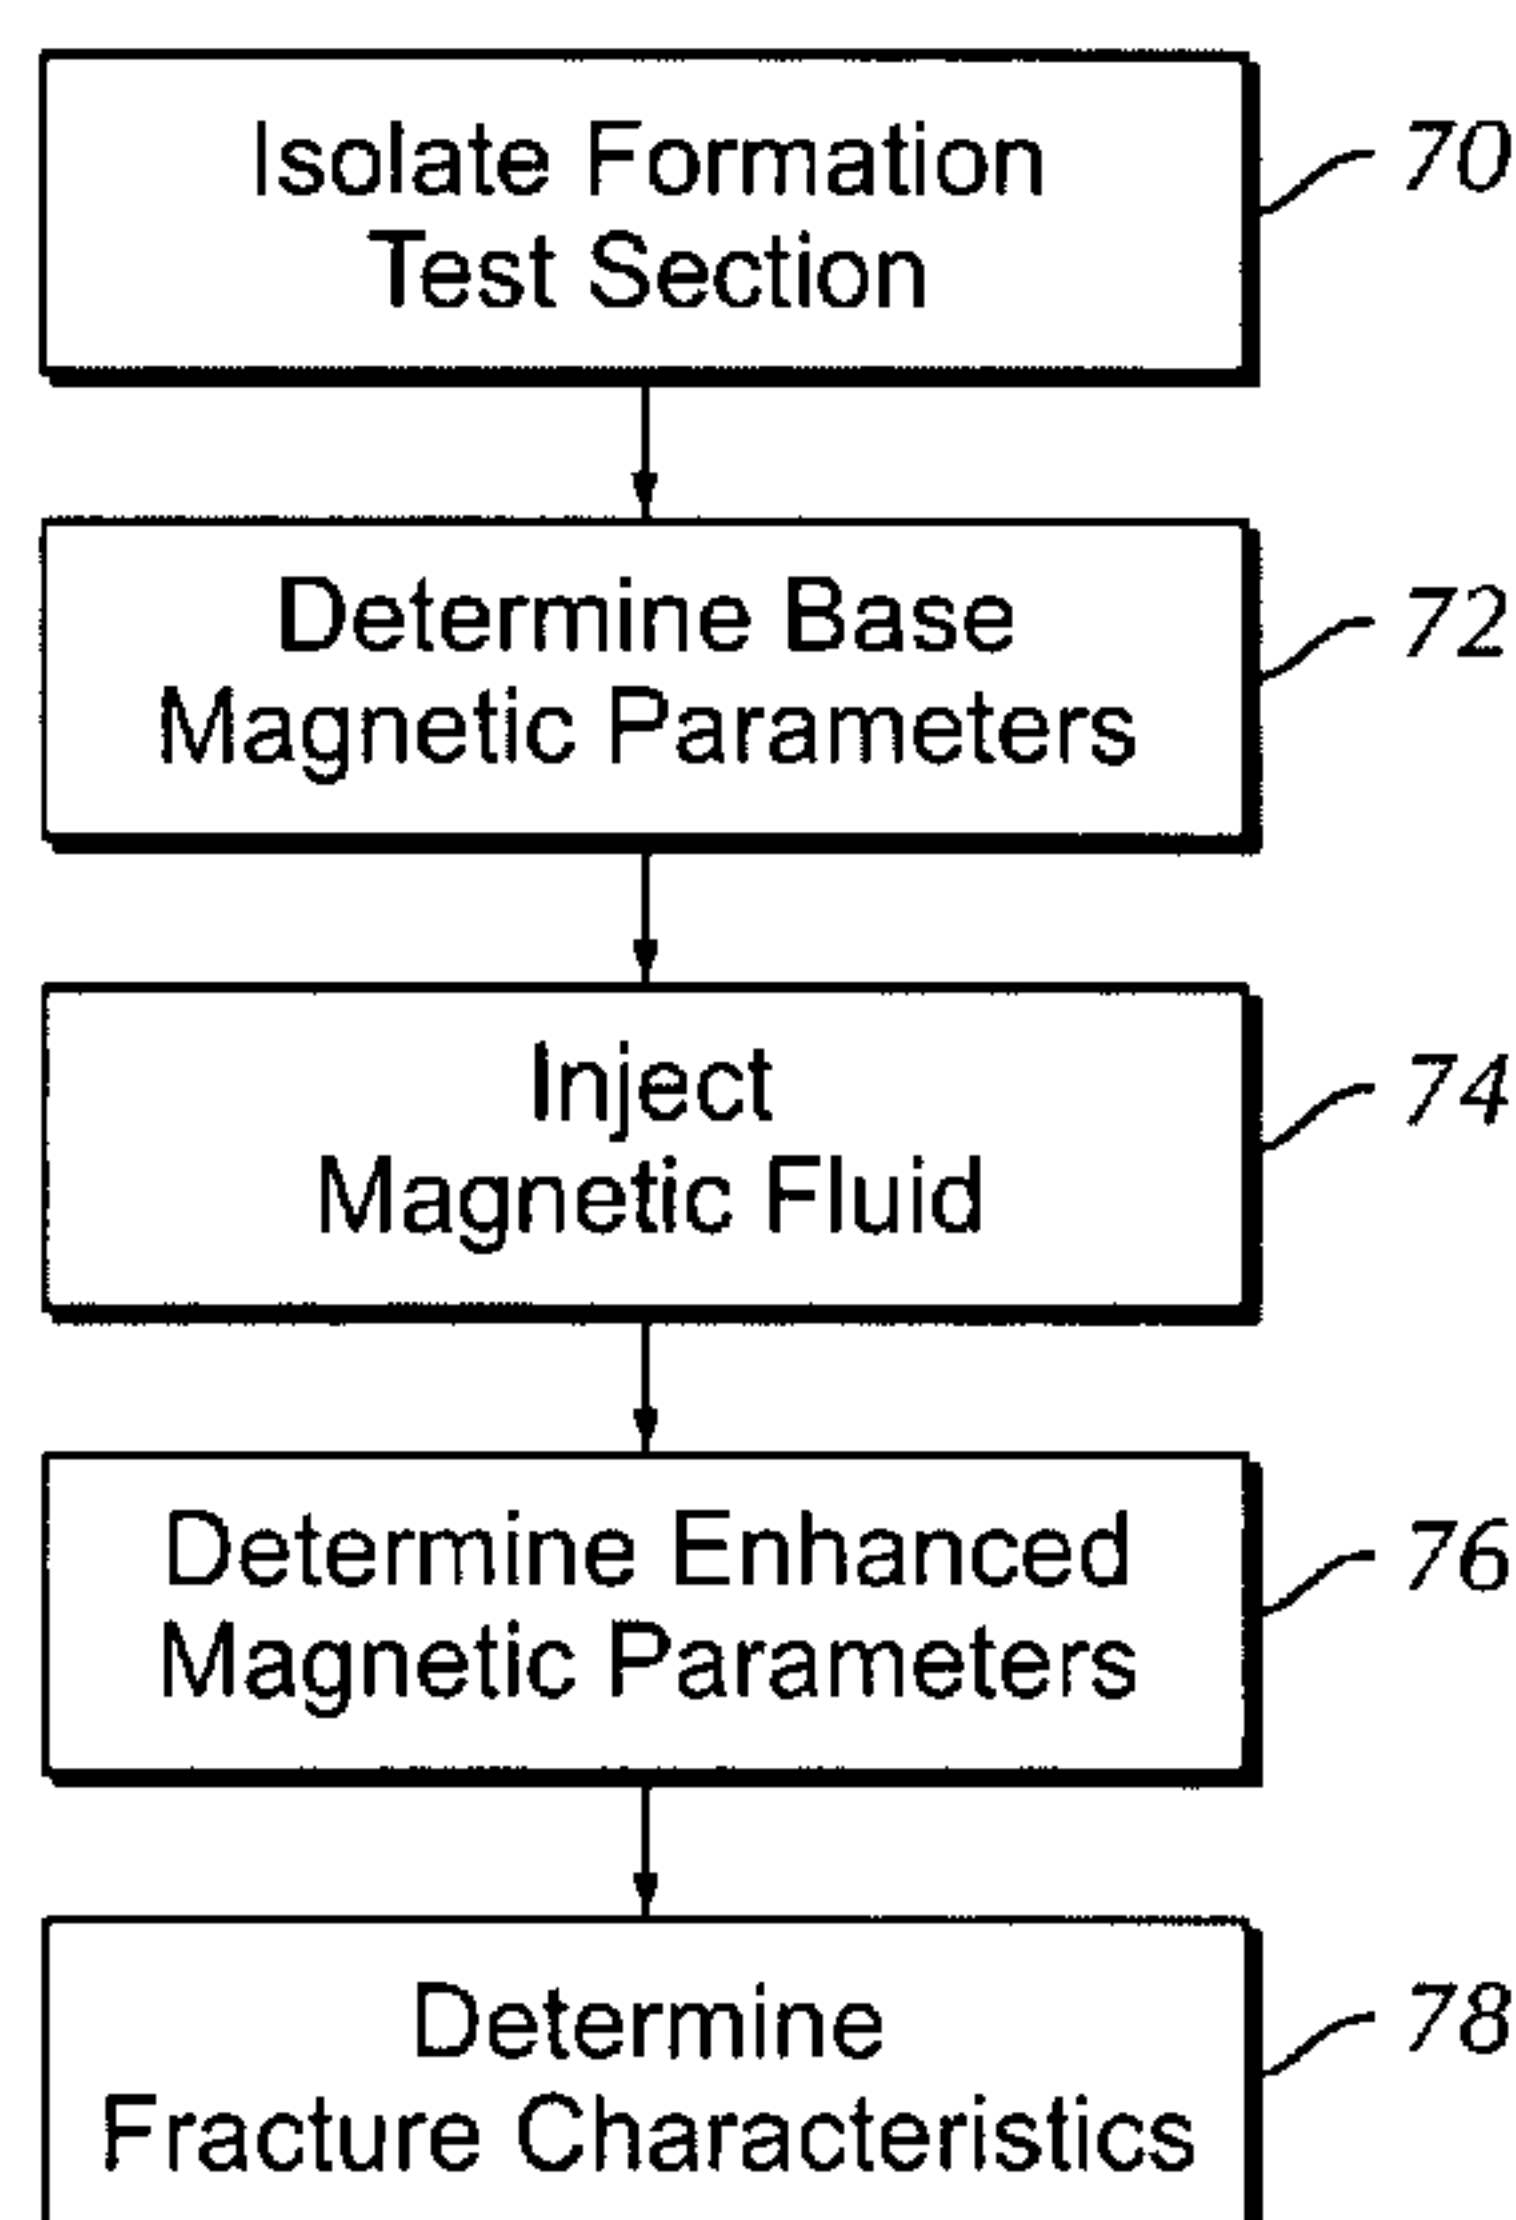 Isolate Formation
Test Section
70
Determine Base
Magnetic Parameters
72
Inject
Magnetic Fluid
74
Determine Enhanced
Magnetic Parameters
76
Determine
Fracture Characteristics
78